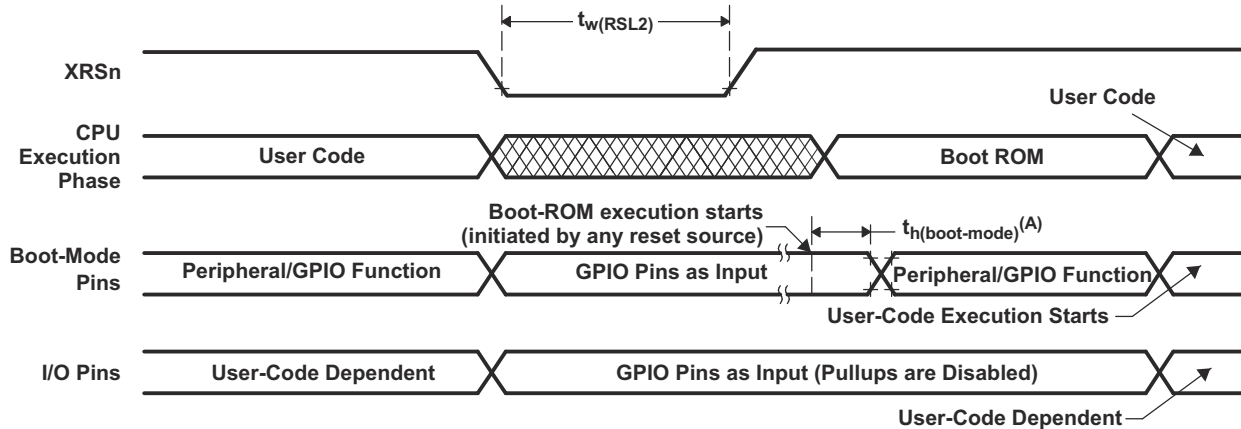 tw(RSL2)
XRSn
User Code
CPU
Execution
Phase
User Code
Boot ROM
Boot-ROM execution starts
(initiated by any reset source)
th(boot-mode)(A)
Boot-Mode
Pins
Peripheral/GPIO Function
GPIO Pins as Input
Peripheral/GPIO Function
User-Code Execution Starts
I/O Pins
User-Code Dependent
GPIO Pins as Input (Pullups are Disabled)
User-Code Dependent